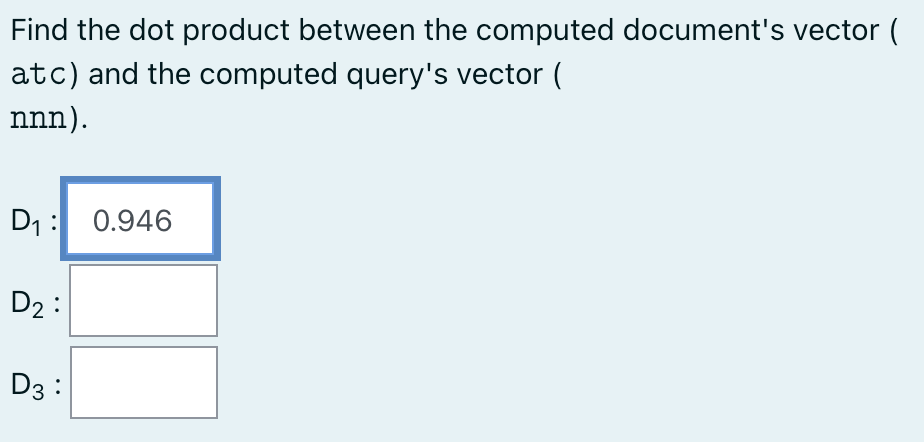 Find the dot product between the computed document's vector (
atc) and the computed query's vector (
nnn).
D₁ : 0.946
D₂ :
D₃ :